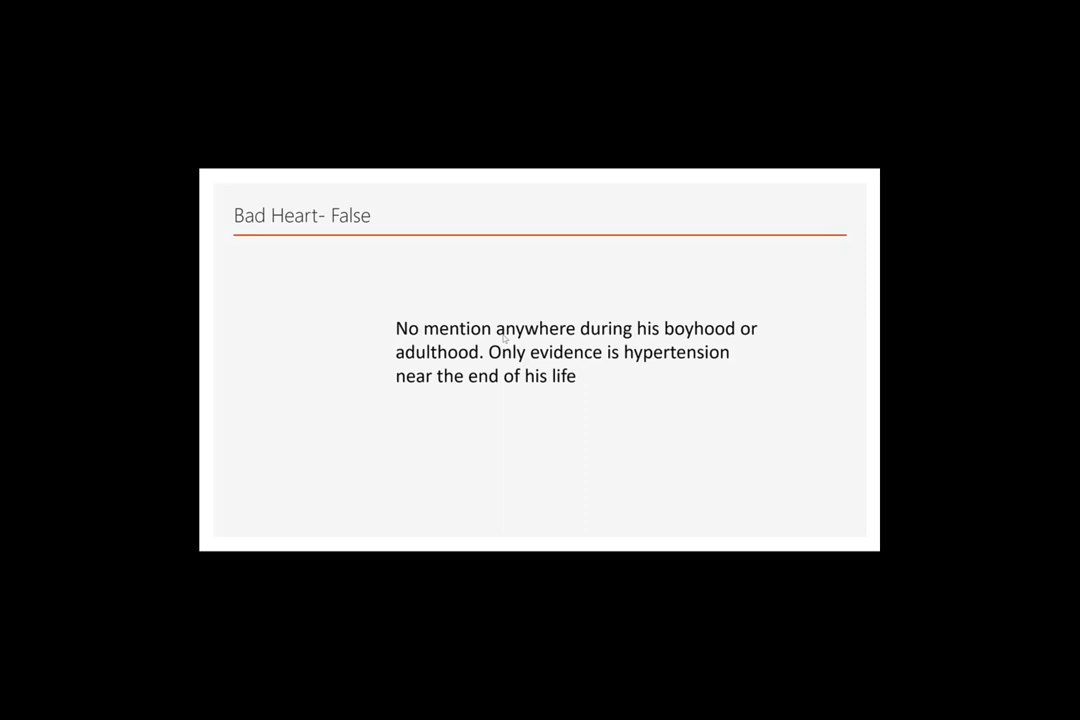 Bad Heart- False
No mention anywhere during his boyhood or
adulthood. Only evidence is hypertension
near the end of his life